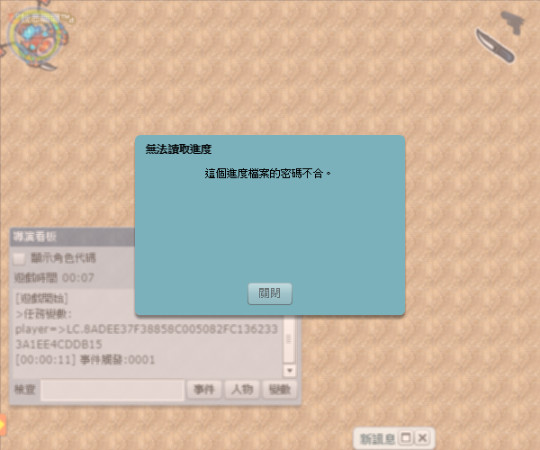 無法讀取進度
這個進度檔案的密碼不合。
關閉
導演看板
顯示角色代碼
遊戲時間 00:07
[遊戲開始]
>任務變數:
player=>LC.8ADEE37F38858C005082FC136233
3A1EE4CDDB15
[00:00:11] 事件觸發:0001
檢查
事件
人物
變數
新訊息